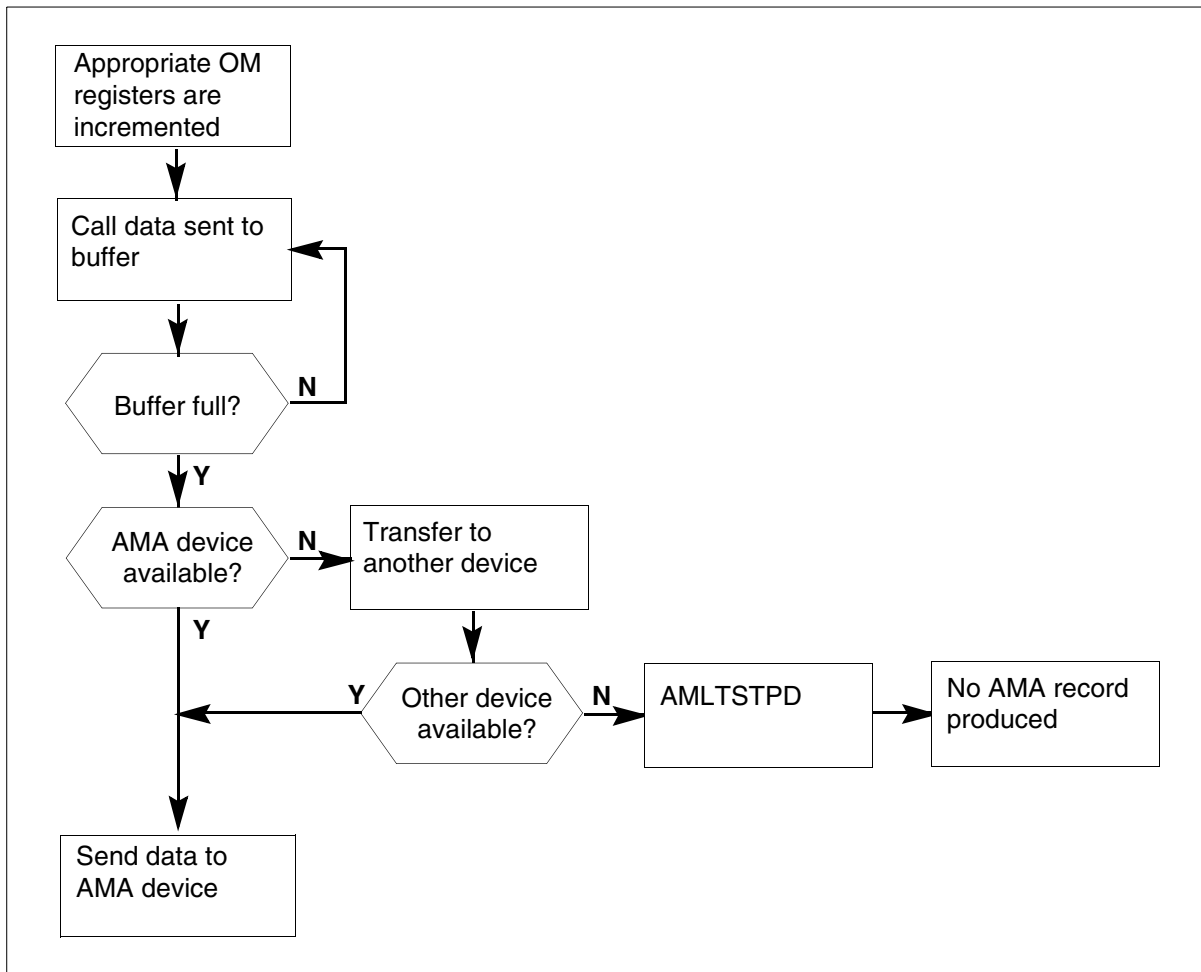 Appropriate OM
registers are
incremented
Call data sent to
buffer
Buffer full?
N
Y
AMA device
available?
N
Y
Transfer to
another device
Other device
available?
Y
N
AMLTSTPD
No AMA record
produced
Send data to
AMA device